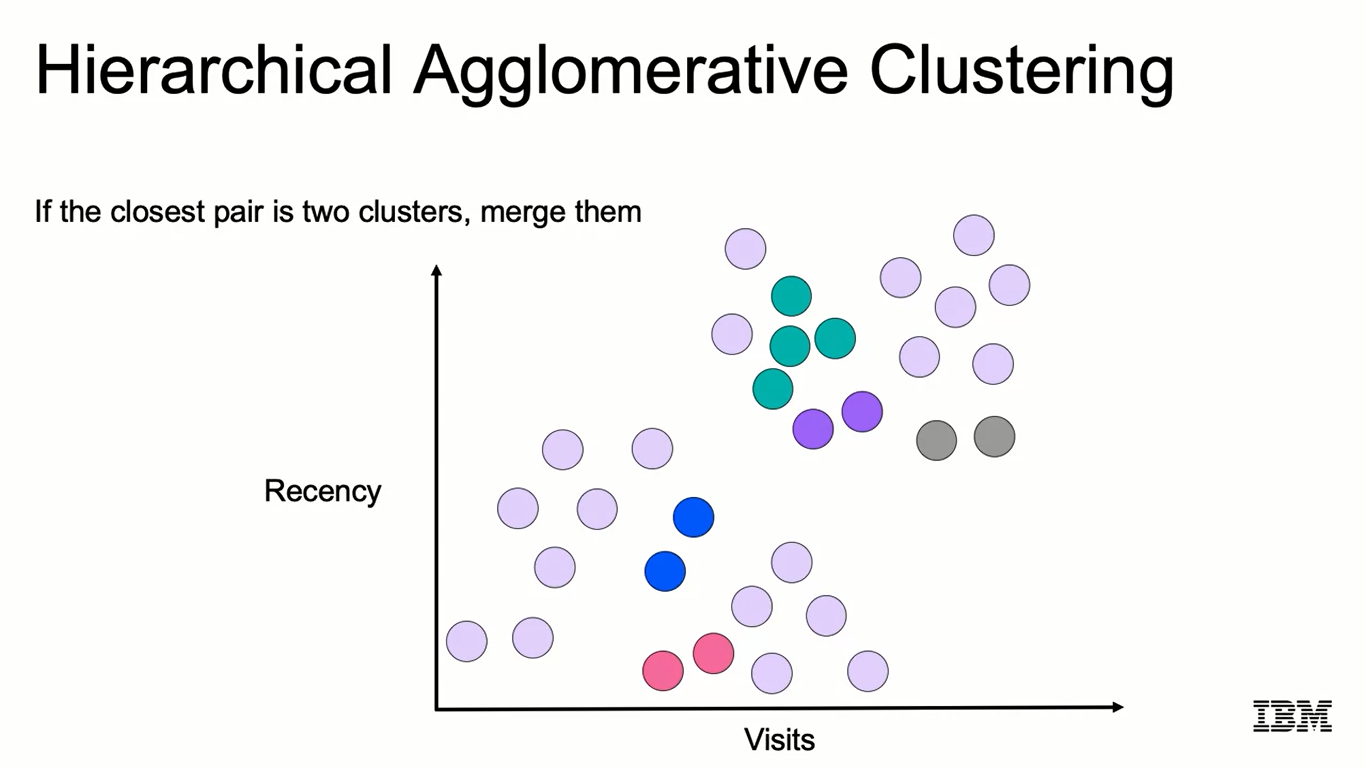 Hierarchical Agglomerative Clustering
If the closest pair is two clusters, merge them
Recency
Visits
IBM